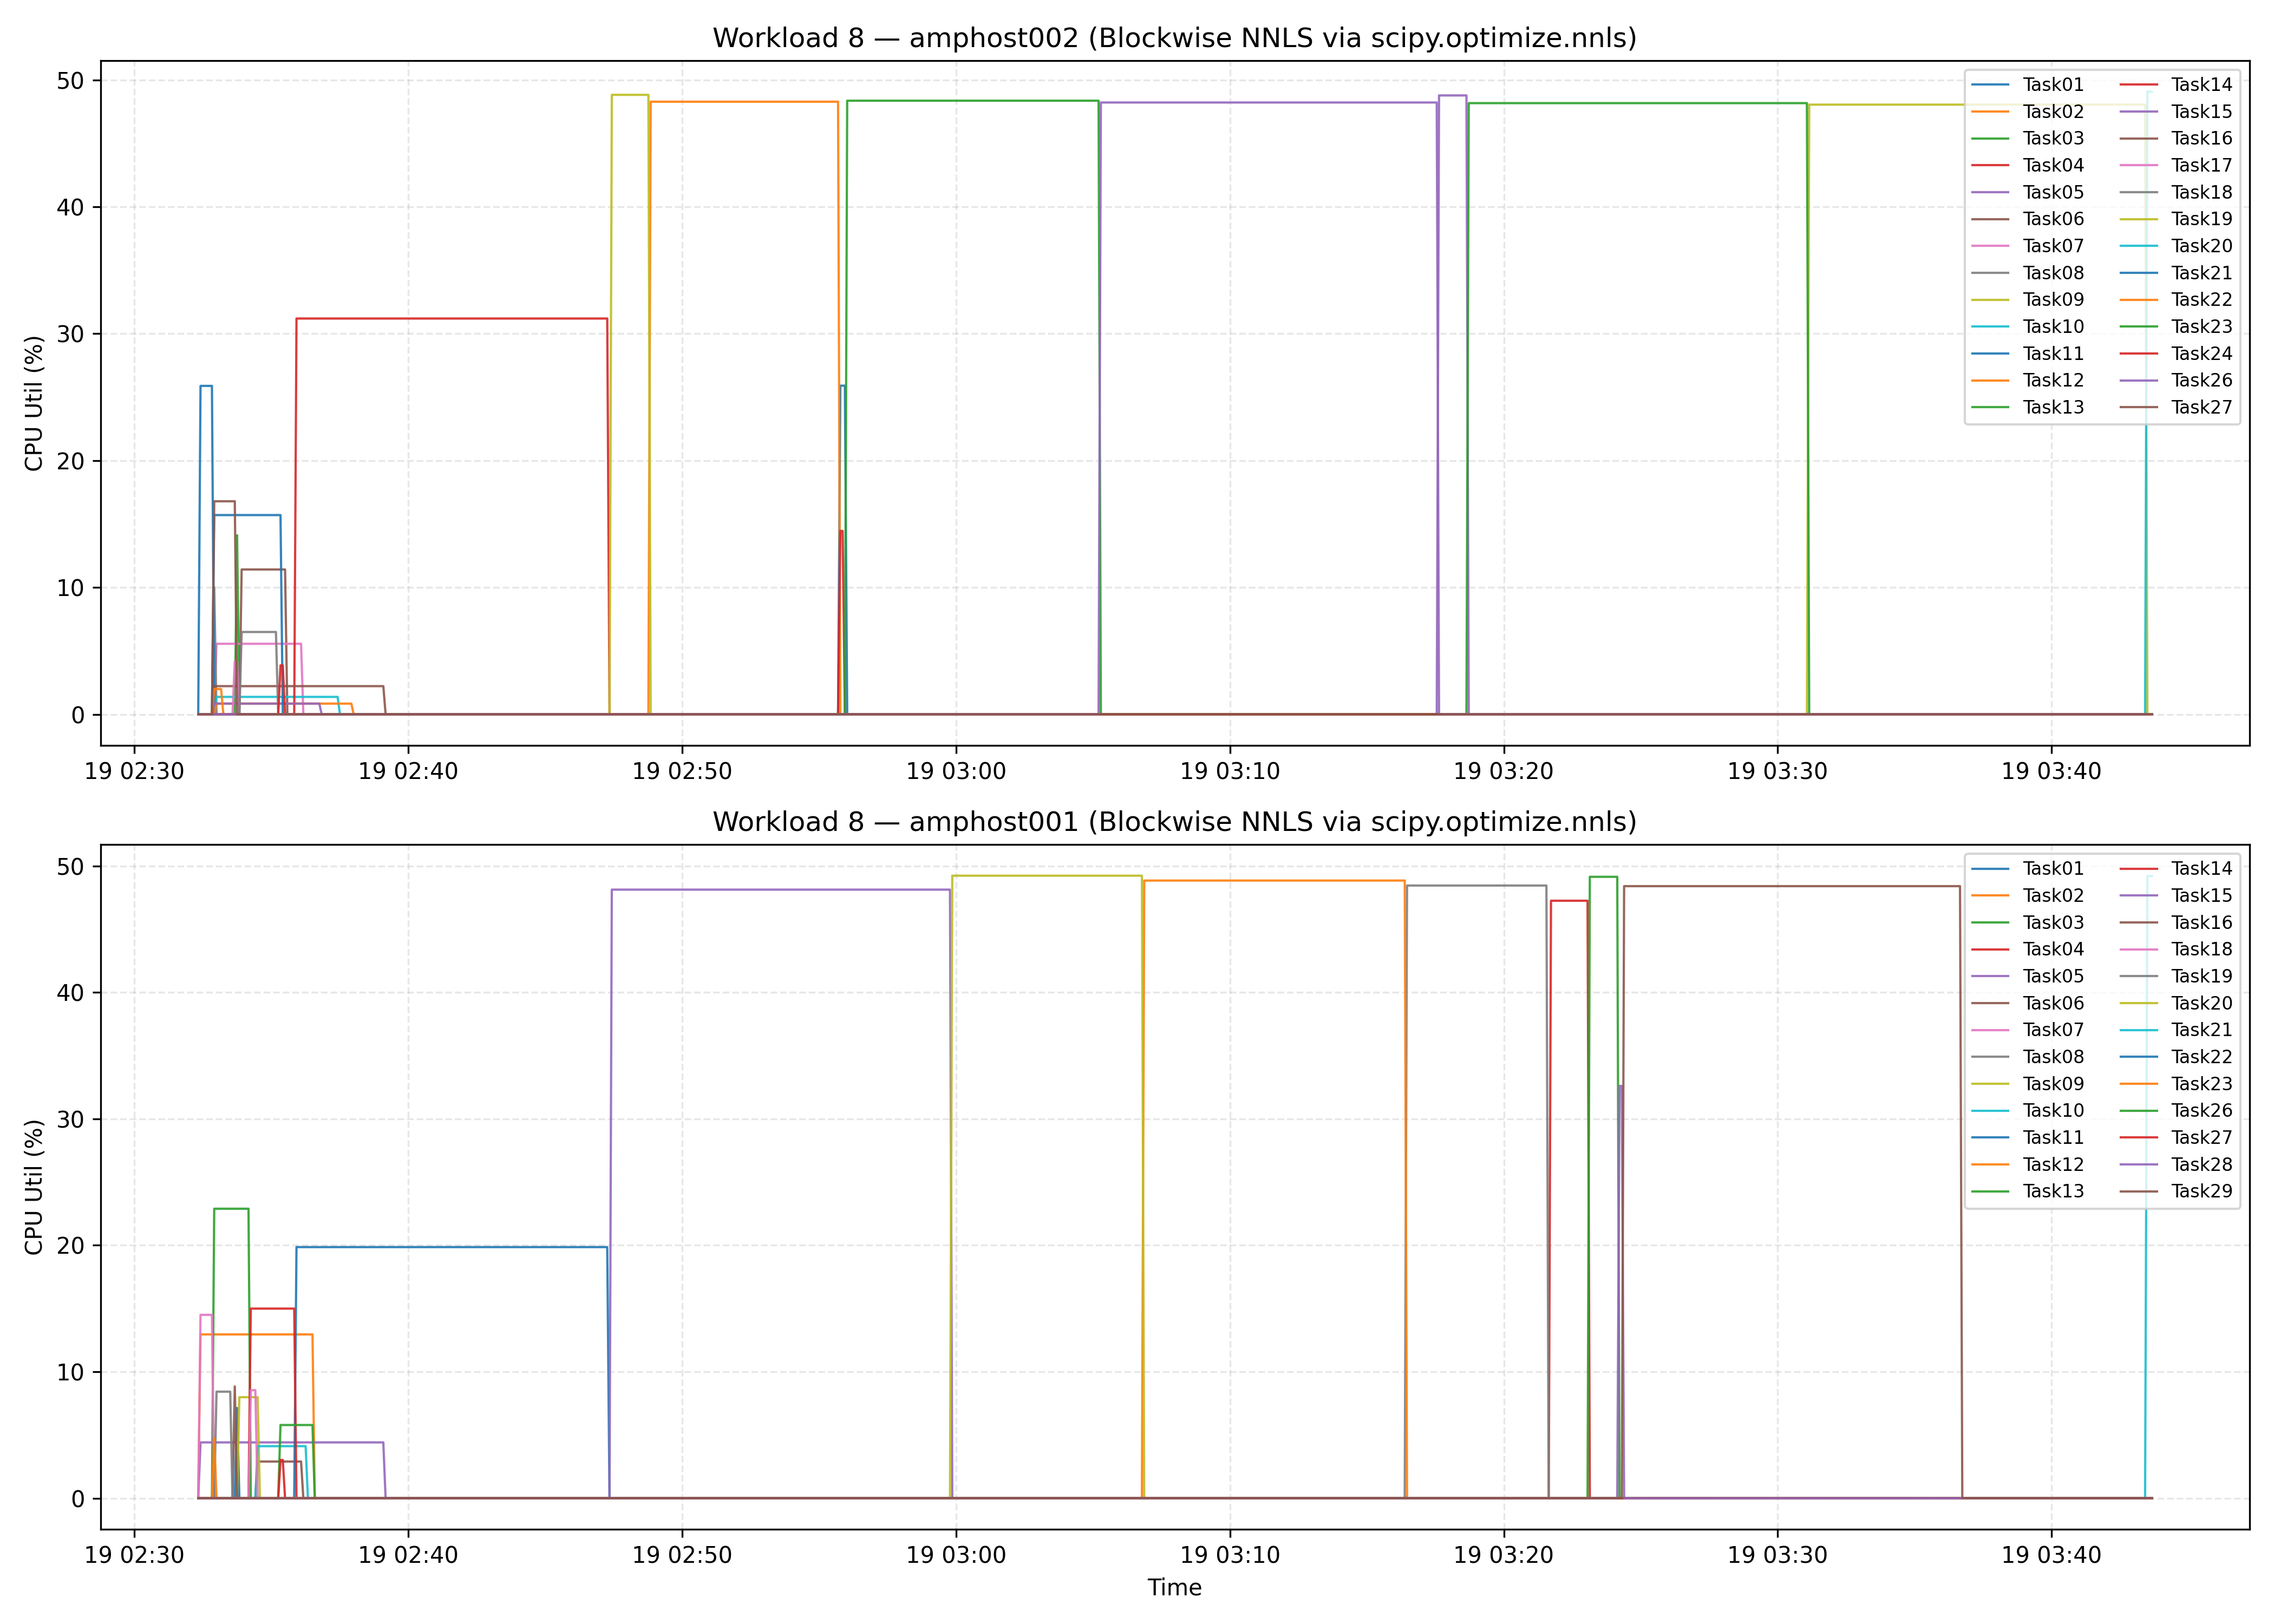 Workload 8 — amphost002 (Blockwise NNLS via scipy.optimize.nnls)
CPU Util (%)
50
40
30
20
10
0
Task01 Task14
Task02 Task15
Task03 Task16
Task04 Task17
Task05 Task18
Task06 Task19
Task07 Task20
Task08 Task21
Task09 Task22
Task10 Task23
Task11 Task24
Task12 Task26
Task13 Task27
19 02:30 19 02:40 19 02:50 19 03:00 19 03:10 19 03:20 19 03:30 19 03:40
Workload 8 — amphost001 (Blockwise NNLS via scipy.optimize.nnls)
CPU Util (%)
50
40
30
20
10
0
Task01 Task14
Task02 Task15
Task03 Task16
Task04 Task18
Task05 Task19
Task06 Task20
Task07 Task21
Task08 Task22
Task09 Task23
Task10 Task26
Task11 Task27
Task12 Task28
Task13 Task29
19 02:30 19 02:40 19 02:50 19 03:00 19 03:10 19 03:20 19 03:30 19 03:40
Time